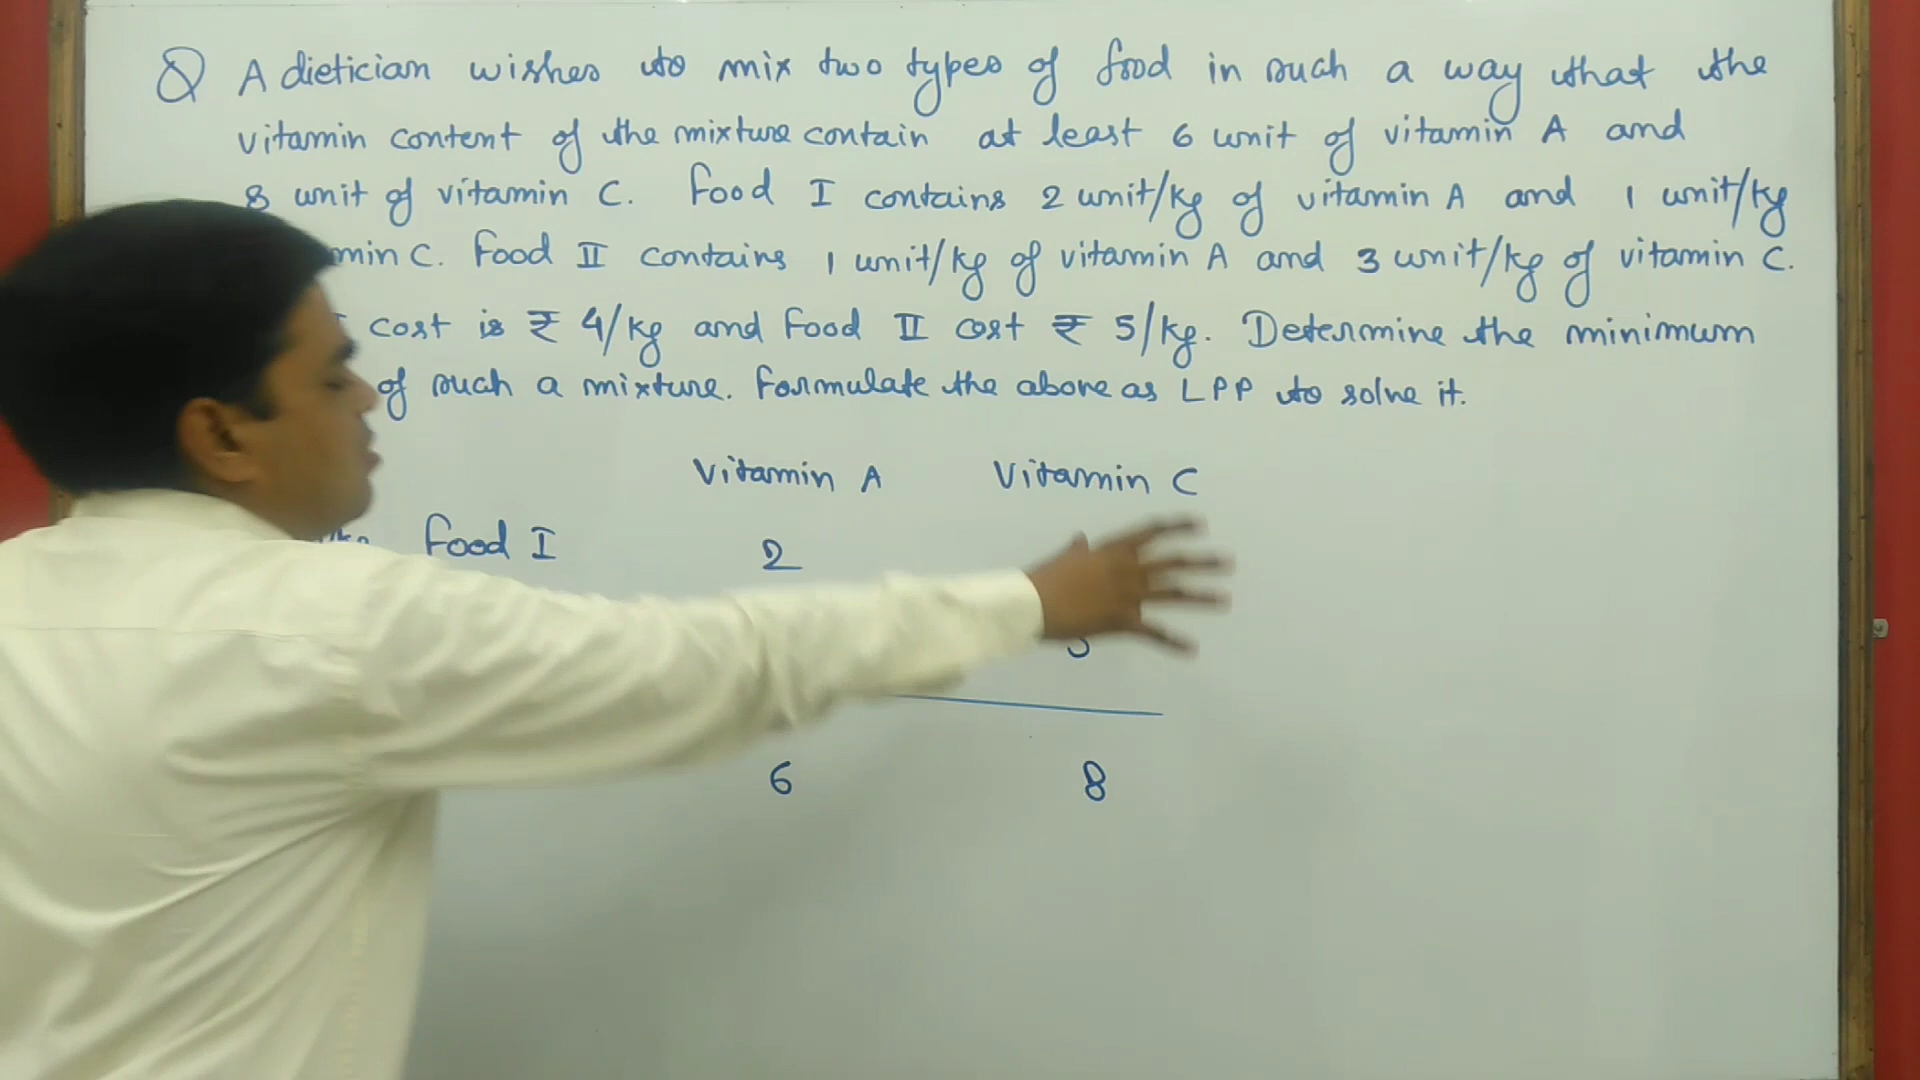 Q A dietician wishes to mix two types of food in such a way that the
vitamin content of the mixture contain at least 6 unit of vitamin A and
8 unit of vitamin C. Food I contains 2 unit/kg of vitamin A and 1 unit/kg
min C. Food II contains 1 unit/kg of vitamin A and 3 unit/kg of vitamin C.
I cost is ₹ 4/kg and Food II cost ₹ 5/kg. Determine the minimum
of such a mixture. Formulate the above as LPP to solve it.
Vitamin A Vitamin C
Food I 2
6 8